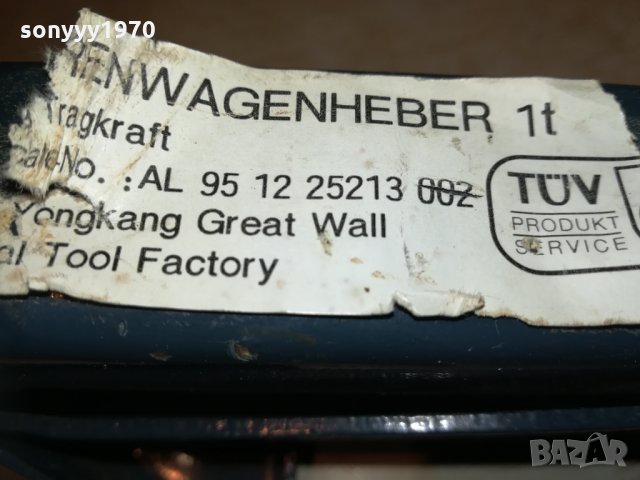 sonyyy1970
HENWAGENHEBER 1t
Tragkraft
No. : AL 95 12 25213 002
Yongkang Great Wall
al Tool Factory
TÜV
PRODUKT
SERVICE
BAZAR